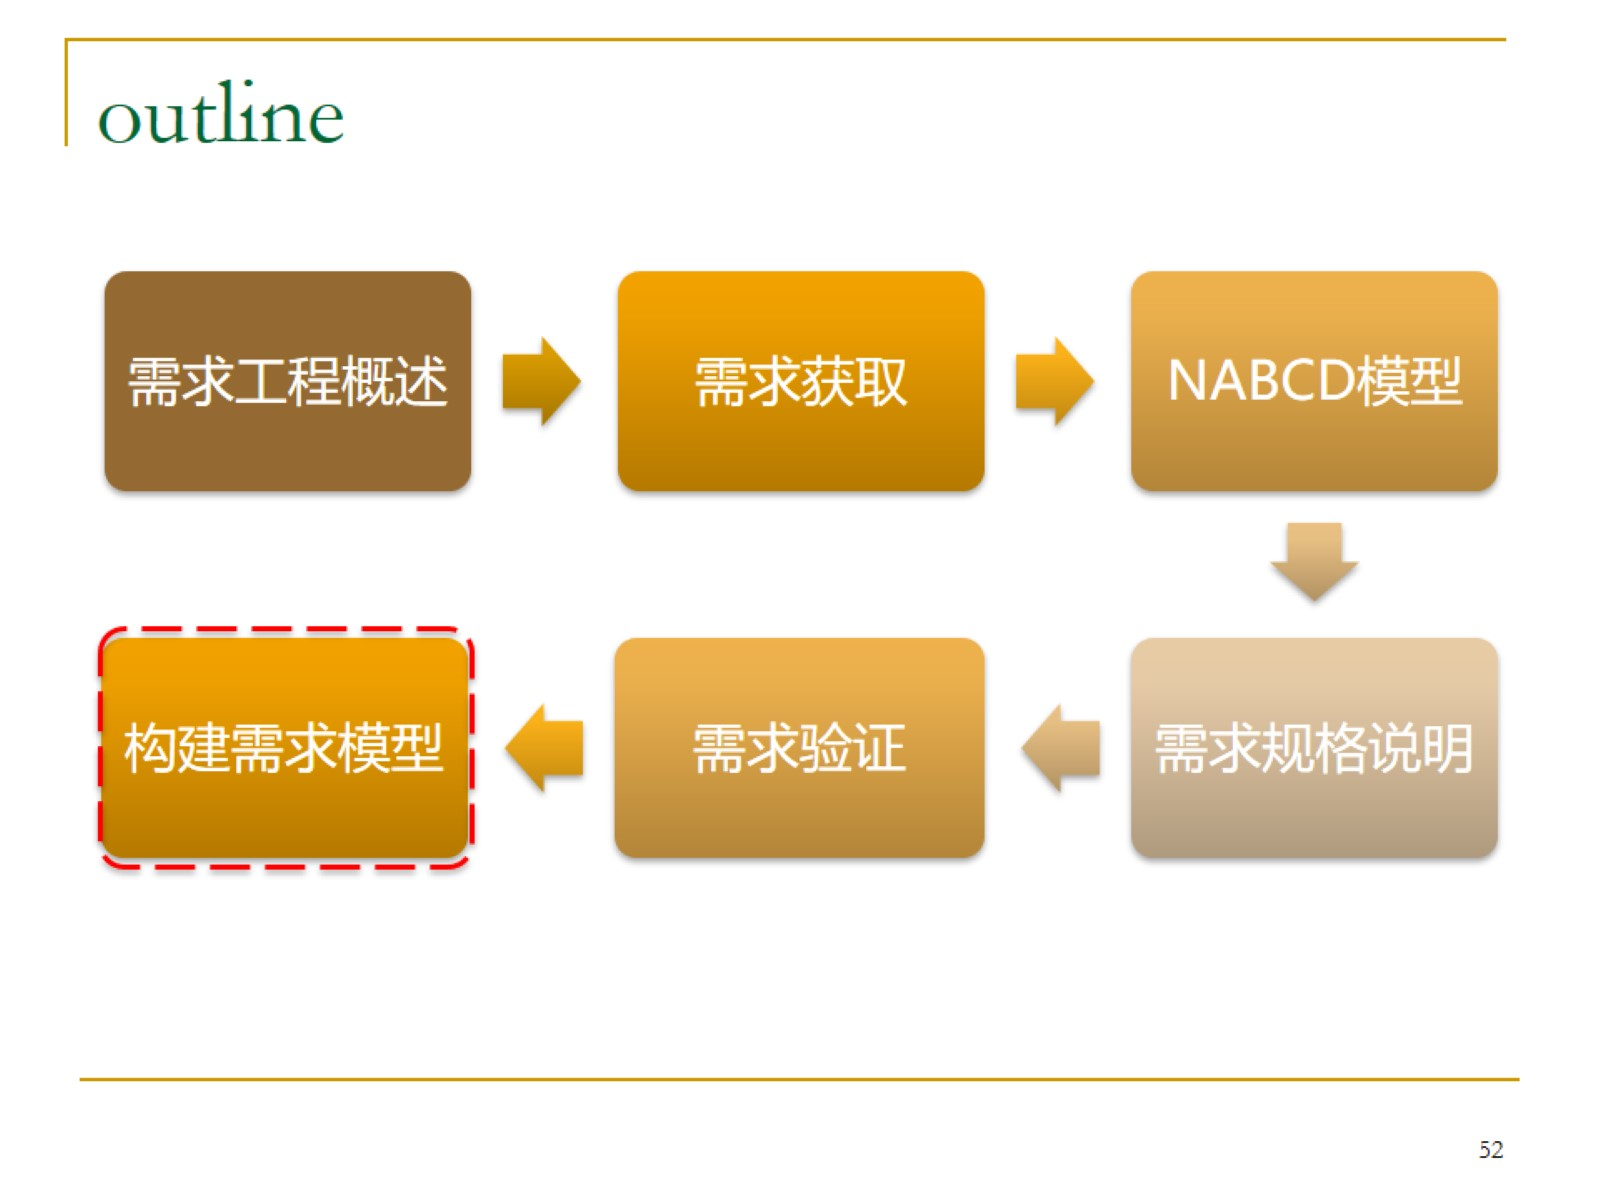 outline
需求工程概述
需求获取
NABCD模型
需求规格说明
需求验证
构建需求模型
52